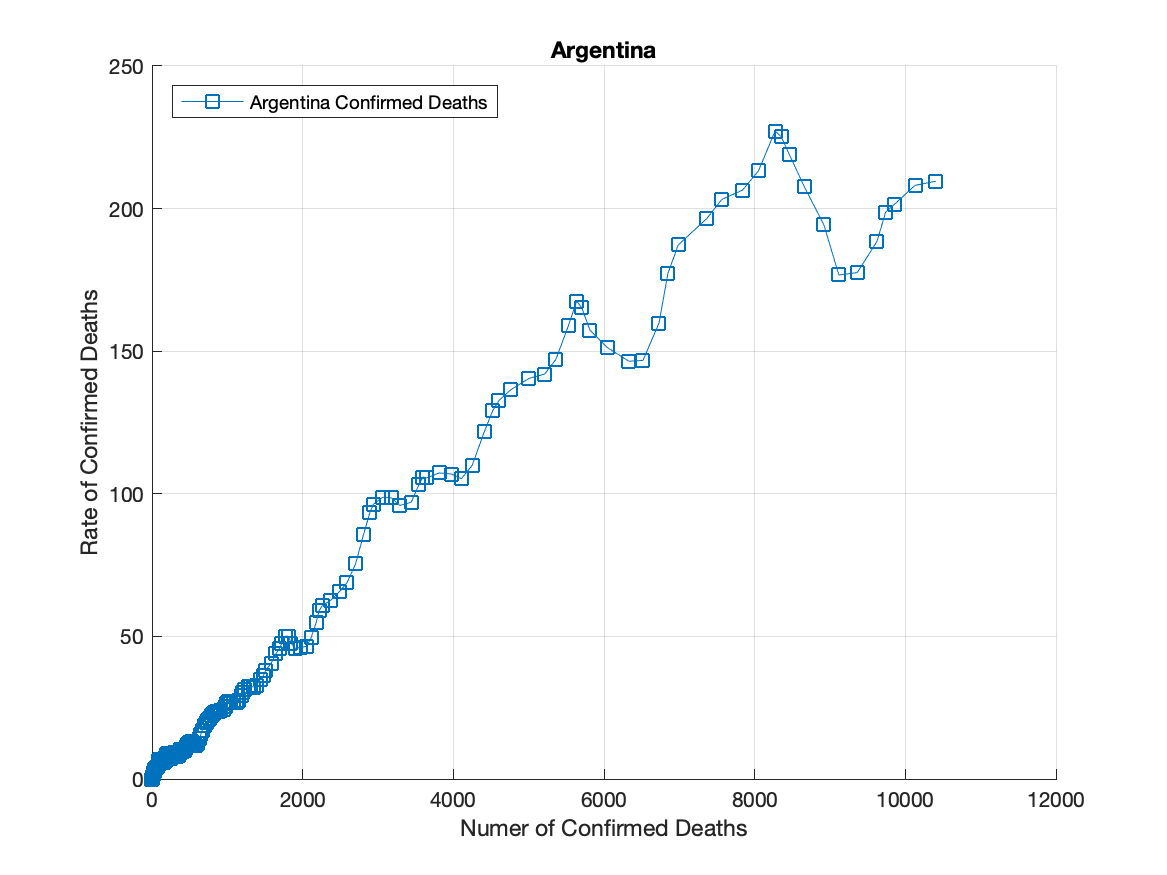 Argentina
Argentina Confirmed Deaths
250
200
150
100
50
0
Rate of Confirmed Deaths
0 2000 4000 6000 8000 10000 12000
Numer of Confirmed Deaths